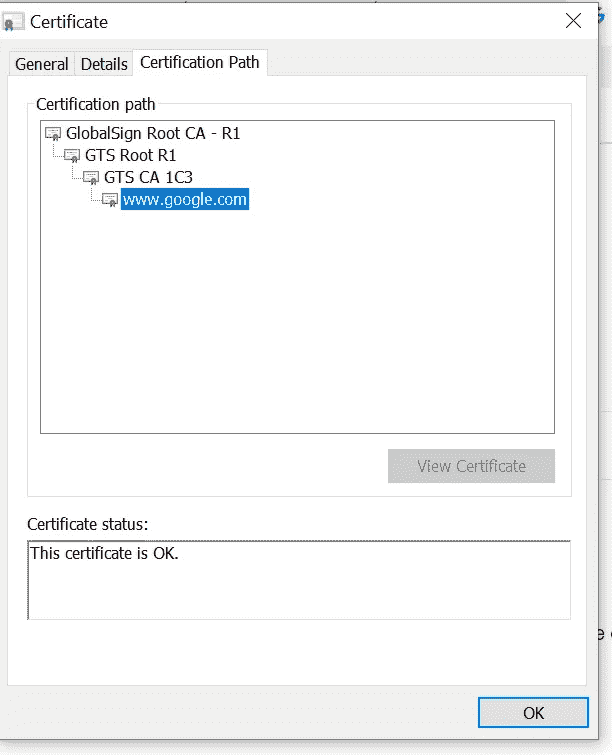 Certificate
General Details Certification Path
Certification path
GlobalSign Root CA - R1
GTS Root R1
GTS CA 1C3
www.google.com
View Certificate
Certificate status:
This certificate is OK.
OK